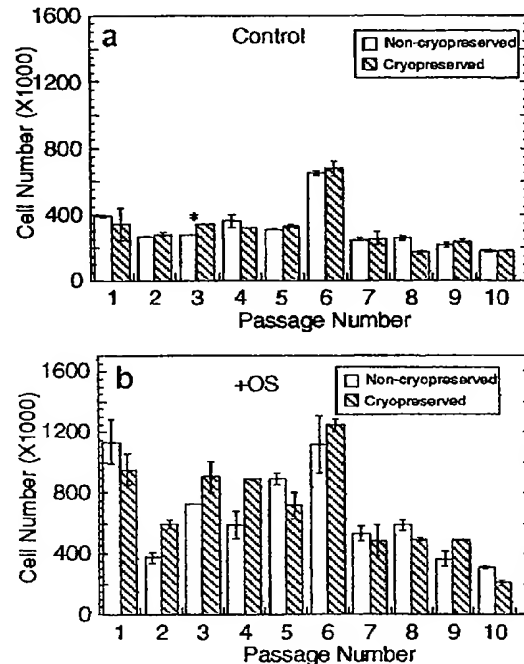 a
Control
Non-cryopreserved
Cryopreserved
Cell Number (X1000)
1600
1200
800
400
0
*
1 2 3 4 5 6 7 8 9 10
Passage Number
b
+OS
Non-cryopreserved
Cryopreserved
Cell Number (X1000)
1600
1200
800
400
0
1 2 3 4 5 6 7 8 9 10
Passage Number